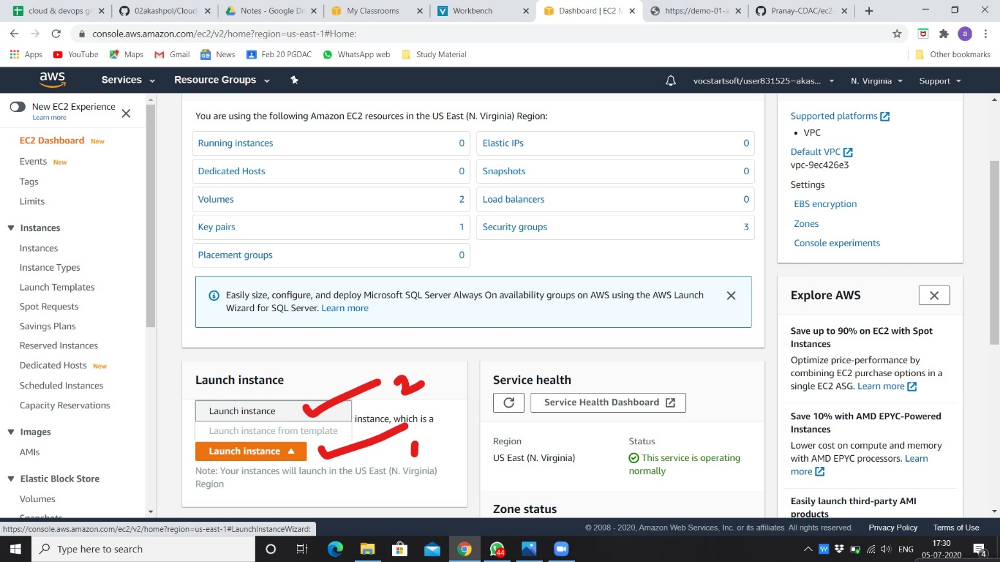 cloud & devops gi
02akashpol/Cloud-
Notes - Google Dr
My Classrooms
Workbench
Dashboard | EC2 M
https://demo-01-a
Pranay-CDAC/ec2-
console.aws.amazon.com/ec2/v2/home?region=us-east-1#Home:
a
Apps YouTube Maps Gmail News Feb 20 PGDAC WhatsApp web Study Material Other bookmarks
aws Services Resource Groups vocstartsoft/user831525=akas... N. Virginia Support
New EC2 Experience
Learn more
EC2 Dashboard New
Events New
Tags
Limits
Instances
Instances
Instance Types
Launch Templates
Spot Requests
Savings Plans
Reserved Instances
Dedicated Hosts New
Scheduled Instances
Capacity Reservations
Images
AMIs
Elastic Block Store
Volumes
Snapshots
You are using the following Amazon EC2 resources in the US East (N. Virginia) Region:
Running instances 0
Elastic IPs 0
Dedicated Hosts 0
Snapshots 0
Volumes 2
Load balancers 0
Key pairs 1
Security groups 3
Placement groups 0
Easily size, configure, and deploy Microsoft SQL Server Always On availability groups on AWS using the AWS Launch
Wizard for SQL Server. Learn more
Launch instance
2
Launch instance
instance, which is a
Launch instance from template
Launch instance
1
Note: Your instances will launch in the US East (N. Virginia)
Region
Service health
Service Health Dashboard
Region
US East (N. Virginia)
Status
This service is operating
normally
Zone status
Supported platforms
• VPC
Default VPC
vpc-9ec426e3
Settings
EBS encryption
Zones
Console experiments
Explore AWS
Save up to 90% on EC2 with Spot
Instances
Optimize price-performance by
combining EC2 purchase options in a
single EC2 ASG. Learn more
Save 10% with AMD EPYC-Powered
Instances
Lower cost on compute and memory
with AMD EPYC processors. Learn
more
Easily launch third-party AMI
products
https://console.aws.amazon.com/ec2/v2/home?region=us-east-1#LaunchInstanceWizard:
© 2008 - 2020, Amazon Web Services, Inc. or its affiliates. All rights reserved. Privacy Policy Terms of Use
Type here to search
44
ENG
17:30
05-07-2020
4